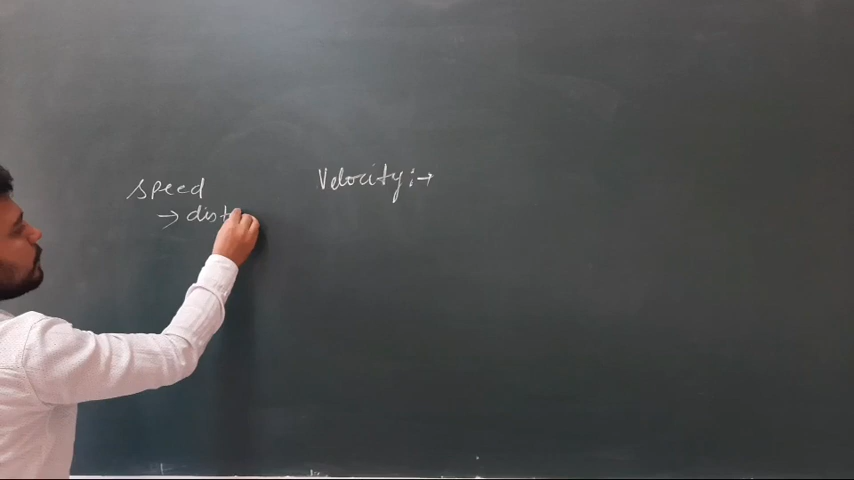 speed
Velocity:→
→ dist